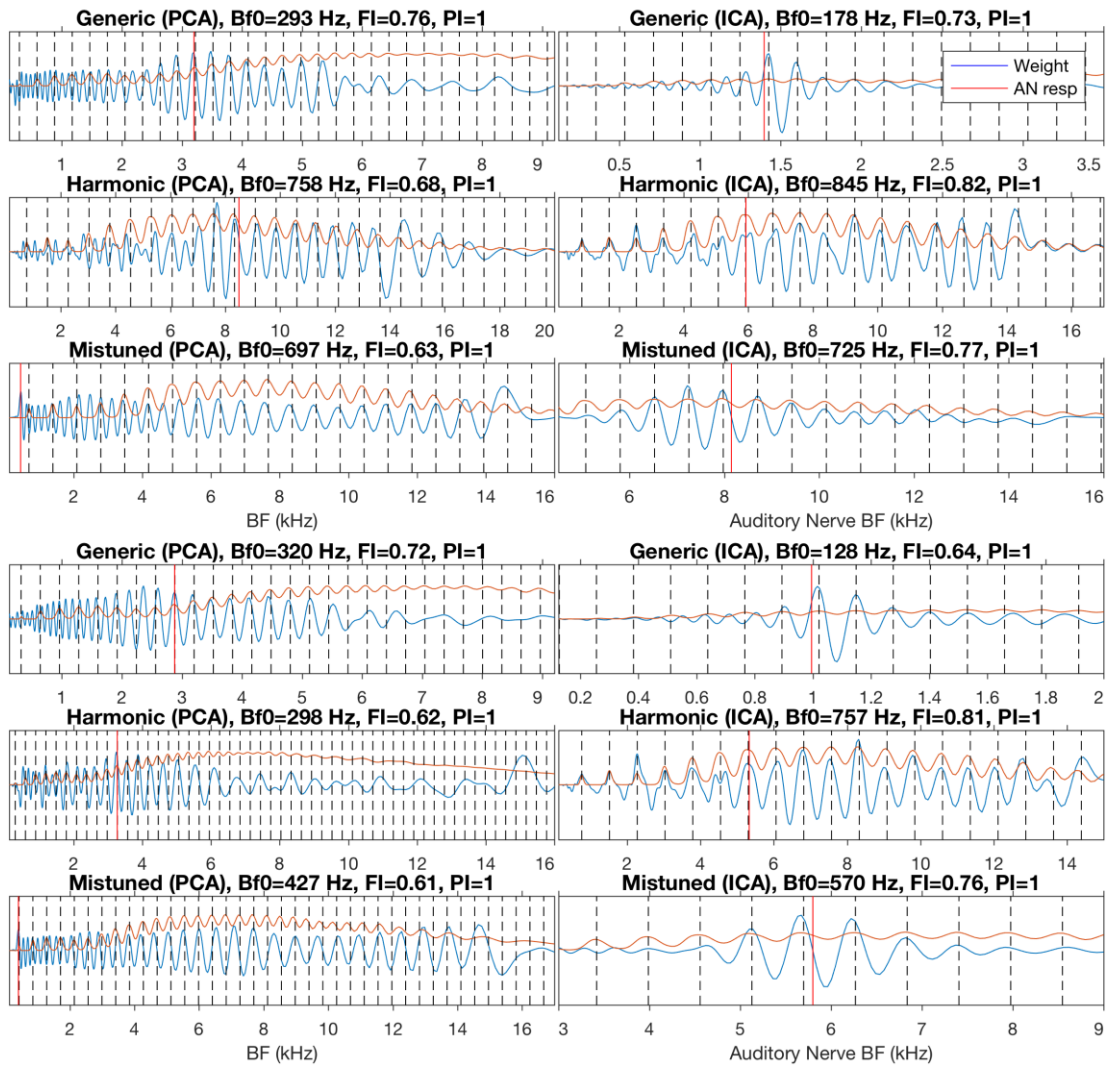 Generic (PCA), Bf0=293 Hz, FI=0.76, PI=1
Generic (ICA), Bf0=178 Hz, FI=0.73, PI=1
Weight
AN resp
1 2 3 4 5 6 7 8 9
0.5 1 1.5 2 2.5 3 3.5
Harmonic (PCA), Bf0=758 Hz, FI=0.68, PI=1
Harmonic (ICA), Bf0=845 Hz, FI=0.82, PI=1
2 4 6 8 10 12 14 16 18 20
2 4 6 8 10 12 14 16
Mistuned (PCA), Bf0=697 Hz, FI=0.63, PI=1
Mistuned (ICA), Bf0=725 Hz, FI=0.77, PI=1
2 4 6 8 10 12 14 16
6 8 10 12 14 16
BF (kHz)
Auditory Nerve BF (kHz)
Generic (PCA), Bf0=320 Hz, FI=0.72, PI=1
Generic (ICA), Bf0=128 Hz, FI=0.64, PI=1
1 2 3 4 5 6 7 8 9
0.2 0.4 0.6 0.8 1 1.2 1.4 1.6 1.8 2
Harmonic (PCA), Bf0=298 Hz, FI=0.62, PI=1
Harmonic (ICA), Bf0=757 Hz, FI=0.81, PI=1
2 4 6 8 10 12 14 16
2 4 6 8 10 12 14
Mistuned (PCA), Bf0=427 Hz, FI=0.61, PI=1
Mistuned (ICA), Bf0=570 Hz, FI=0.76, PI=1
2 4 6 8 10 12 14 16
3 4 5 6 7 8 9
BF (kHz)
Auditory Nerve BF (kHz)